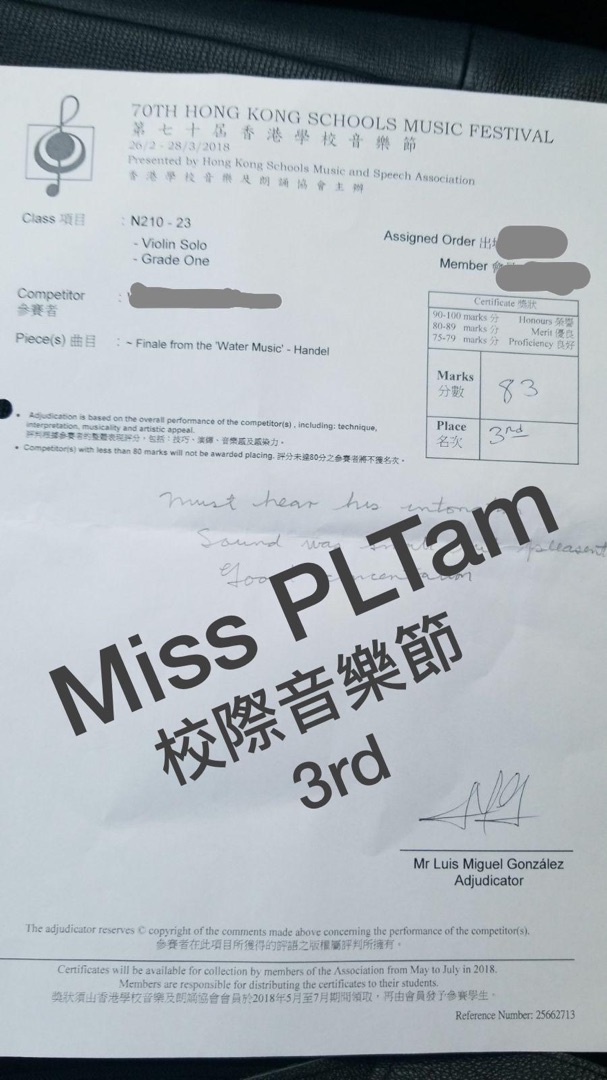 70TH HONG KONG SCHOOLS MUSIC FESTIVAL
第七十屆香港學校音樂節
26/2 - 28/3/2018
Presented by Hong Kong Schools Music and Speech Association
香港學校音樂及朗誦協會主辦
Class 項目 : N210 - 23
- Violin Solo
- Grade One
Assigned Order 出場
Member 會
Competitor :
參賽者
Piece(s) 曲目 : ~ Finale from the 'Water Music' - Handel
Certificate 獎狀
90-100 marks 分 Honours 榮譽
80-89 marks 分 Merit 優良
75-79 marks 分 Proficiency 良好
Marks 83
分數
Place 3rd
名次
• Adjudication is based on the overall performance of the competitor(s) , including: technique,
interpretation, musicality and artistic appeal.
評判根據參賽者的整體表現評分，包括：技巧、演繹、音樂感及感染力。
• Competitor(s) with less than 80 marks will not be awarded placing. 評分未達80分之參賽者將不獲名次。
must hear his
Sound was pleasent
Good
Miss PLTam
校際音樂節
3rd
Mr Luis Miguel González
Adjudicator
The adjudicator reserves © copyright of the comments made above concerning the performance of the competitor(s).
參賽者在此項目所獲得的評語之版權屬評判所擁有。
Certificates will be available for collection by members of the Association from May to July in 2018.
Members are responsible for distributing the certificates to their students.
獎狀須由香港學校音樂及朗誦協會會員於2018年5月至7月期間領取，再由會員發予參賽學生。
Reference Number: 25662713